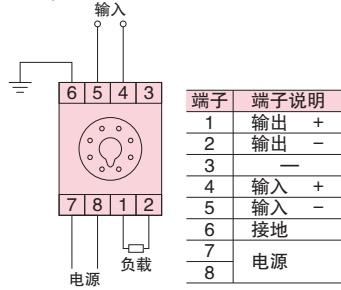 输入
6 5 4 3
7 8 1 2
负载
电源
端子 端子说明
1 输出 +
2 输出 −
3 —
4 输入 +
5 输入 −
6 接地
7
8 电源